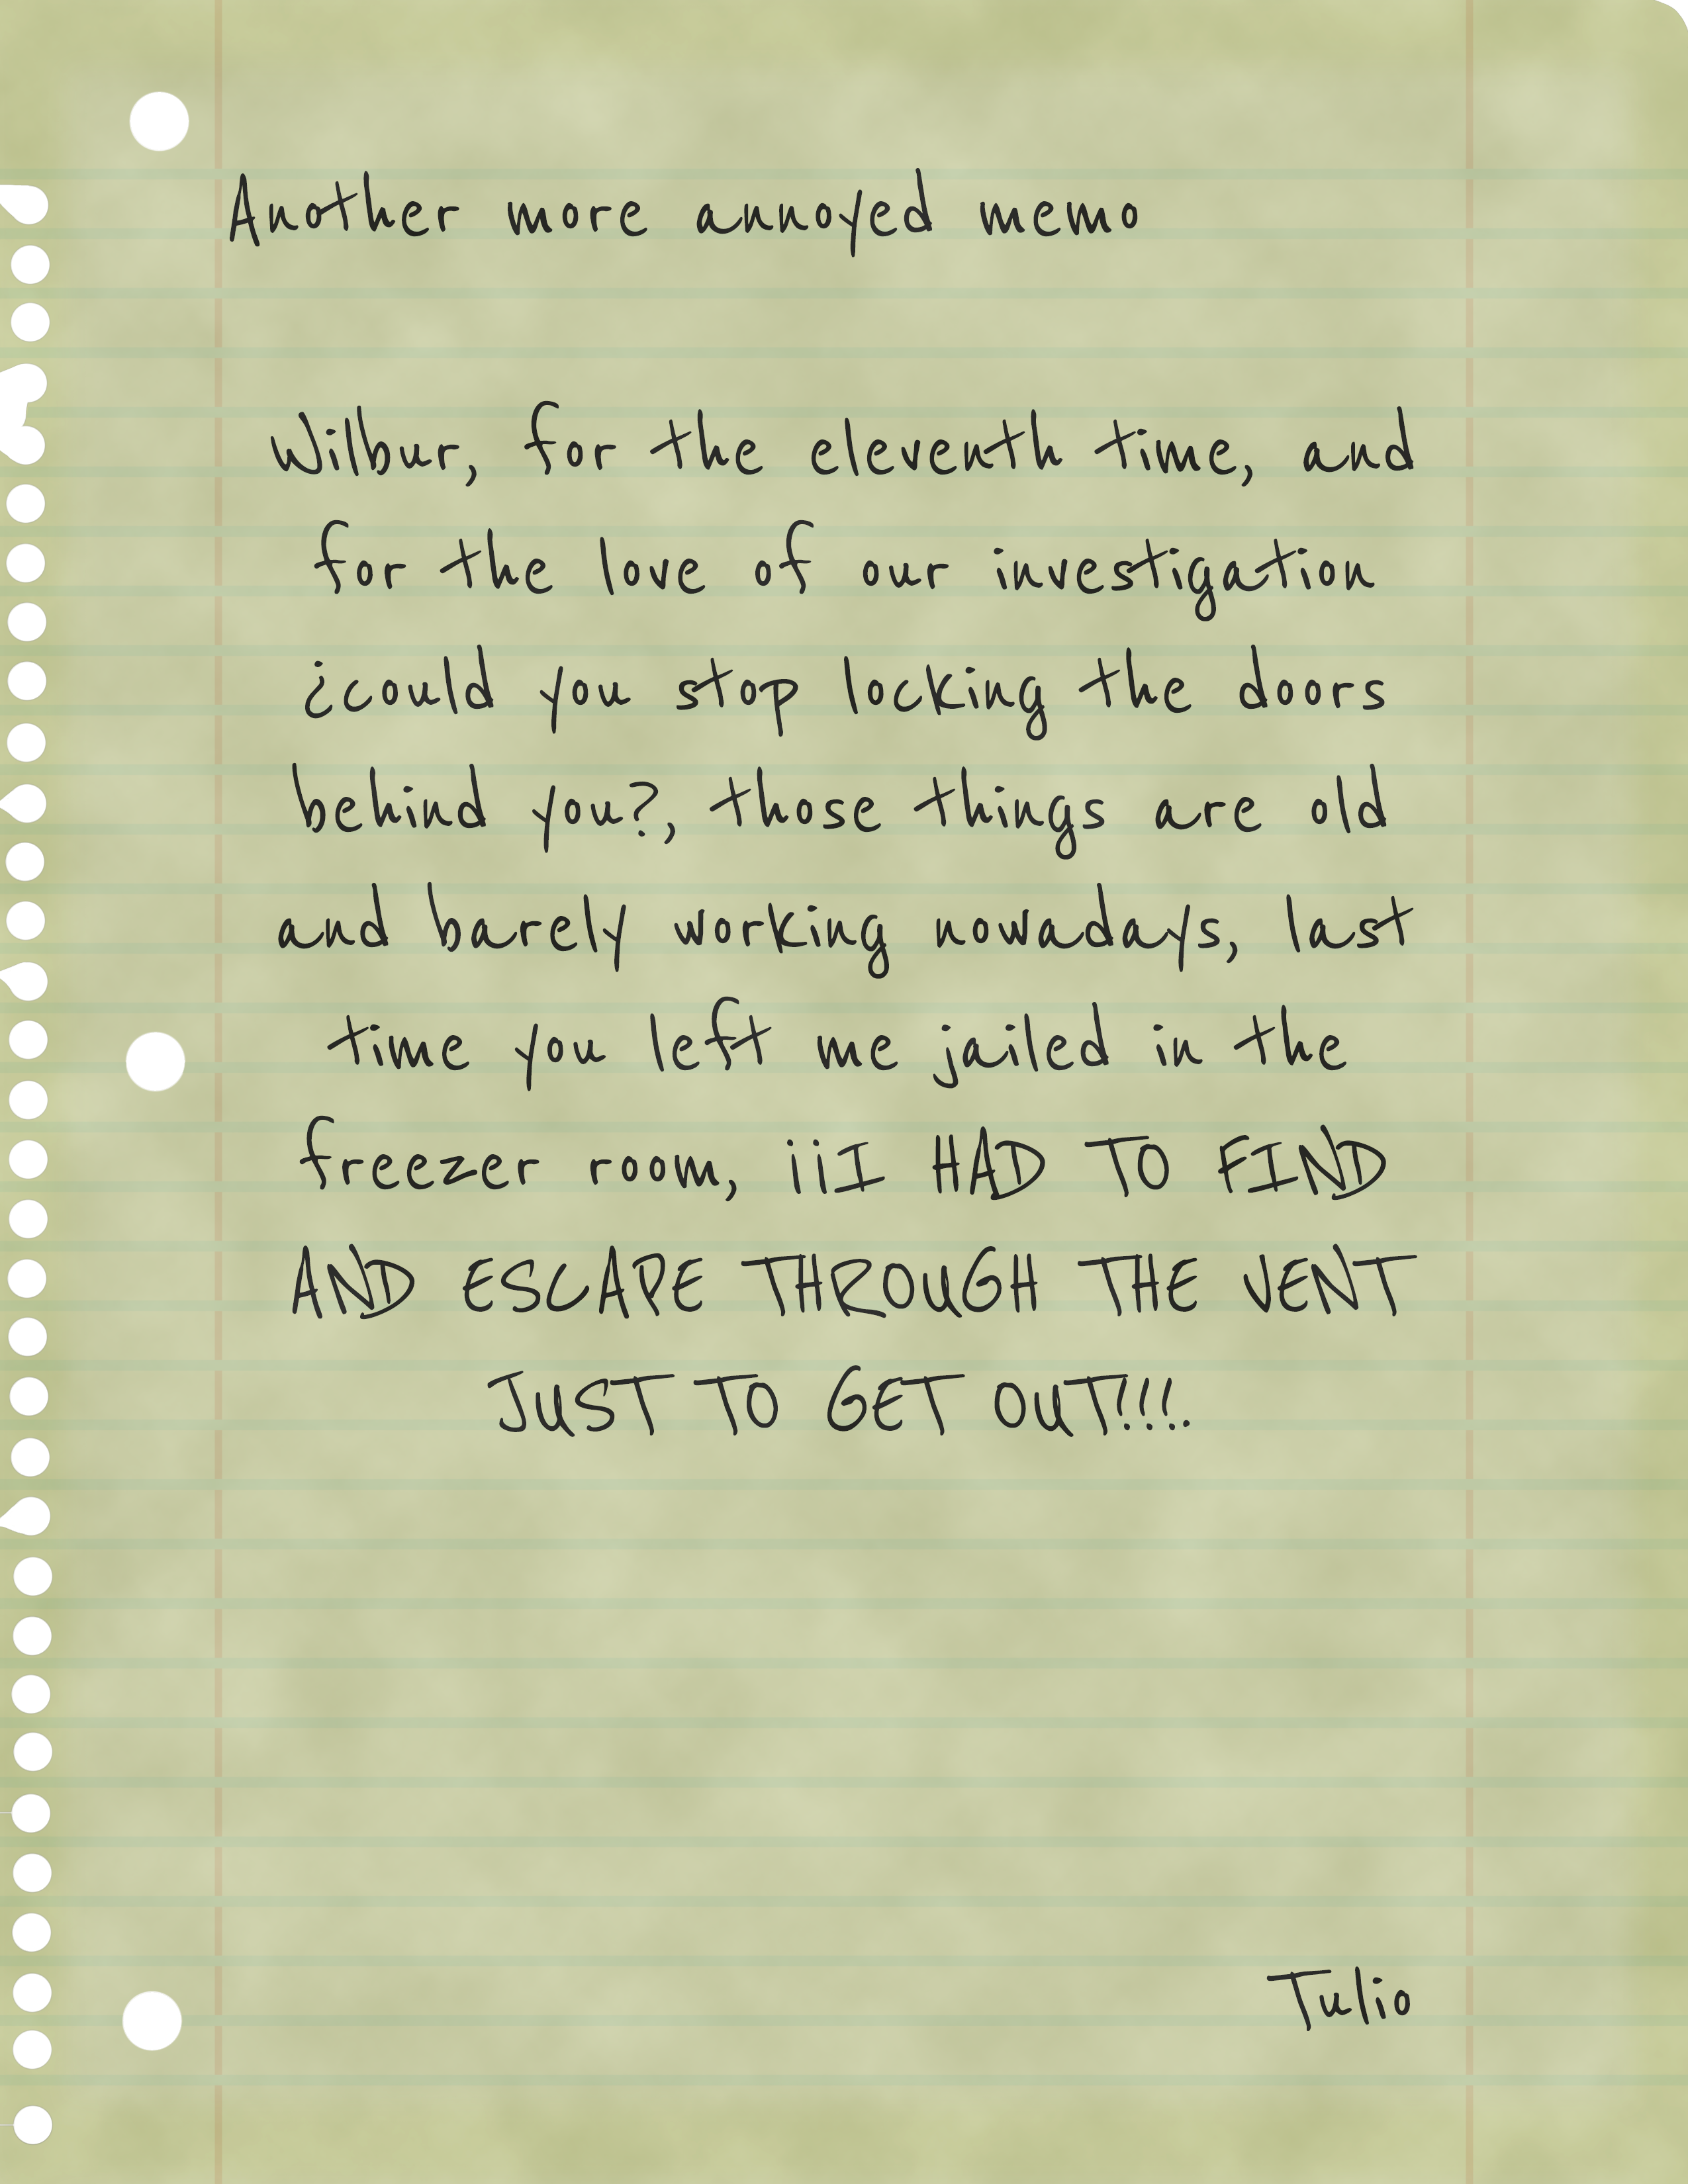 Another more annoyed memo
Wilbur, for the eleventh time, and
for the love of our investigation
¿could you stop locking the doors
behind you?, those things are old
and barely working nowadays, last
time you left me jailed in the
freezer room, ¡¡I HAD TO FIND
AND ESCAPE THROUGH THE VENT
JUST TO GET OUT!!!.
Tulio